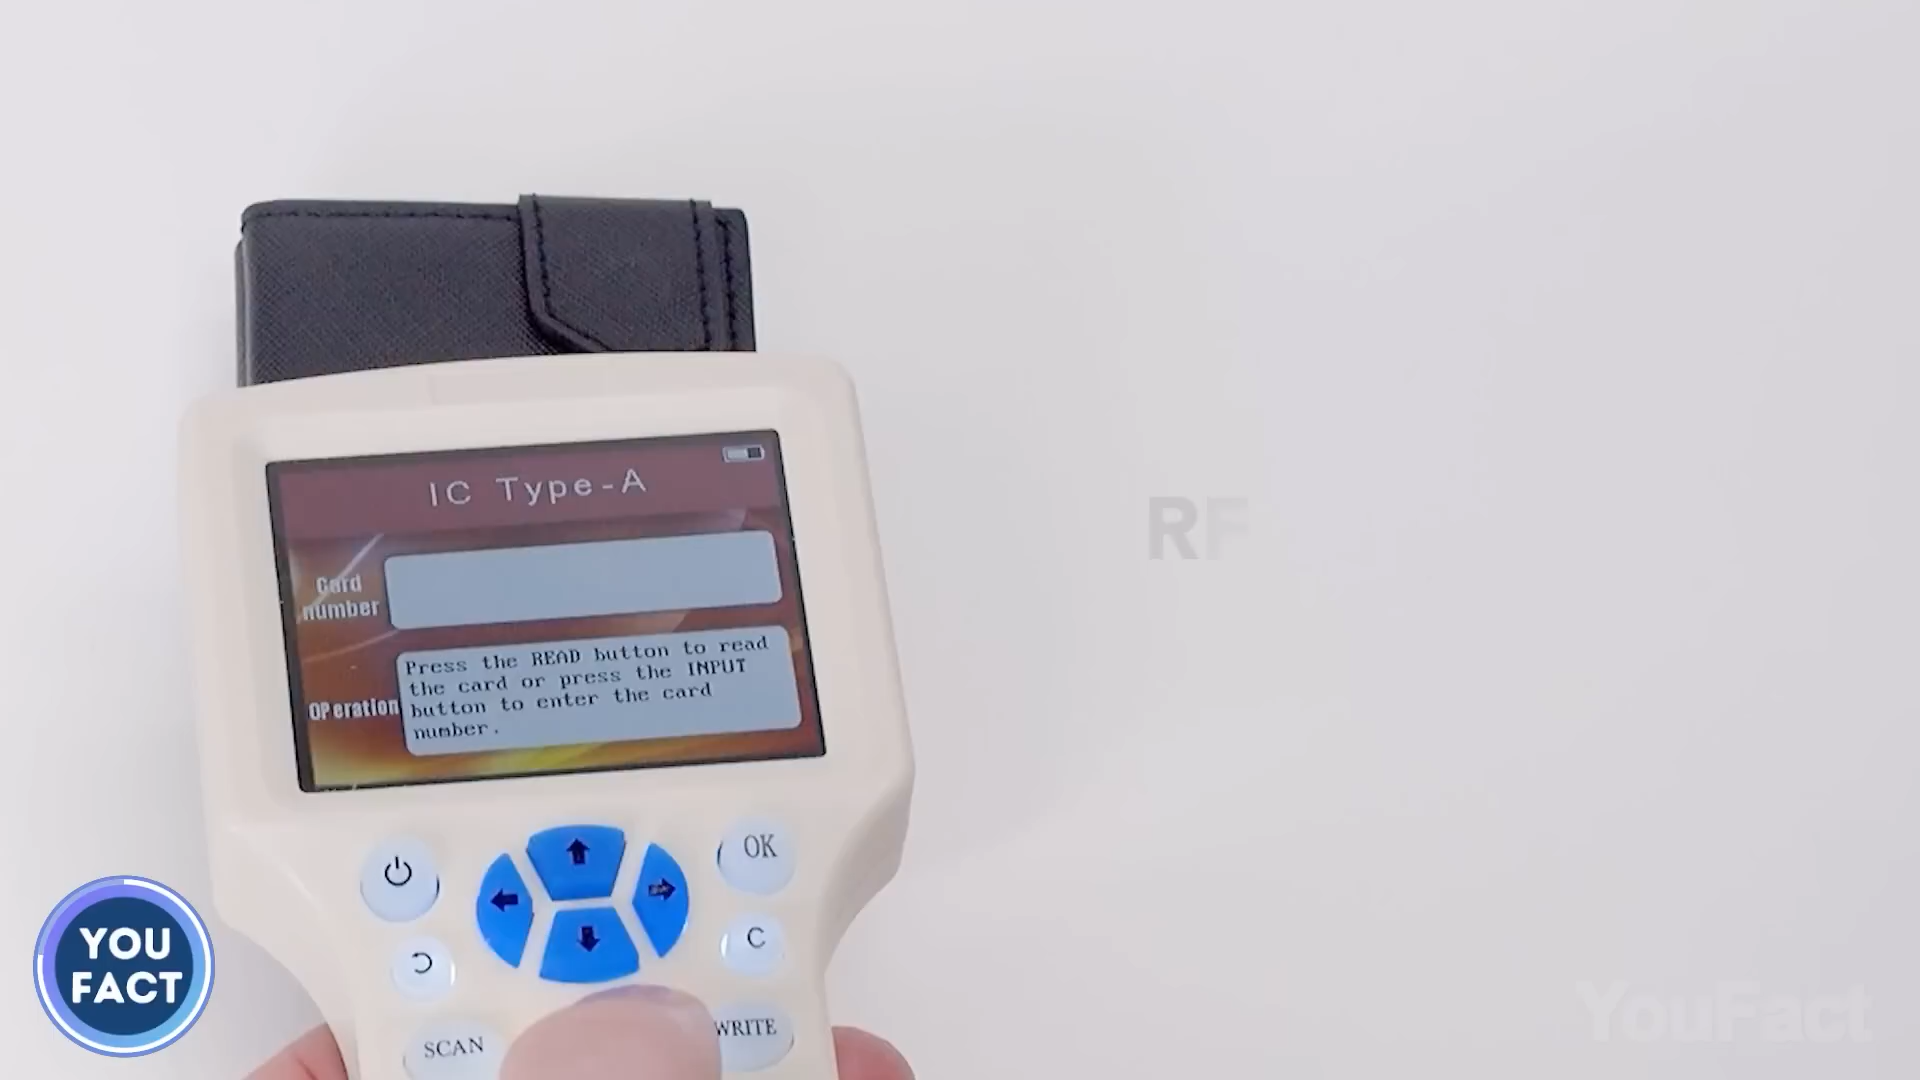 IC Type-A
Card
number
Press the READ button to read
the card or press the INPUT
button to enter the card
number.
OPeration
RF
OK
C
SCAN
WRITE
YOU
FACT
YouFact